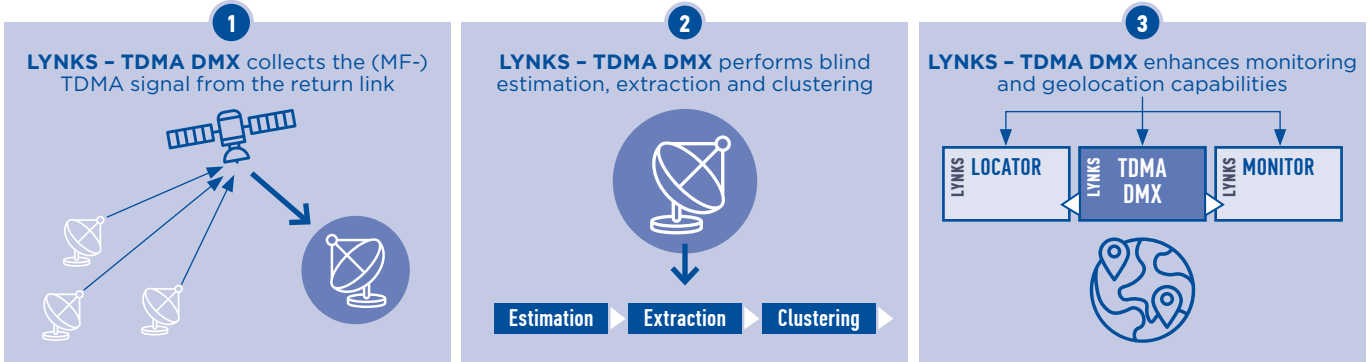 1
LYNKS – TDMA DMX collects the (MF-)
TDMA signal from the return link
2
LYNKS – TDMA DMX performs blind
estimation, extraction and clustering
Estimation
Extraction
Clustering
3
LYNKS – TDMA DMX enhances monitoring
and geolocation capabilities
LYNKS
LOCATOR
LYNKS
TDMA
DMX
LYNKS
MONITOR